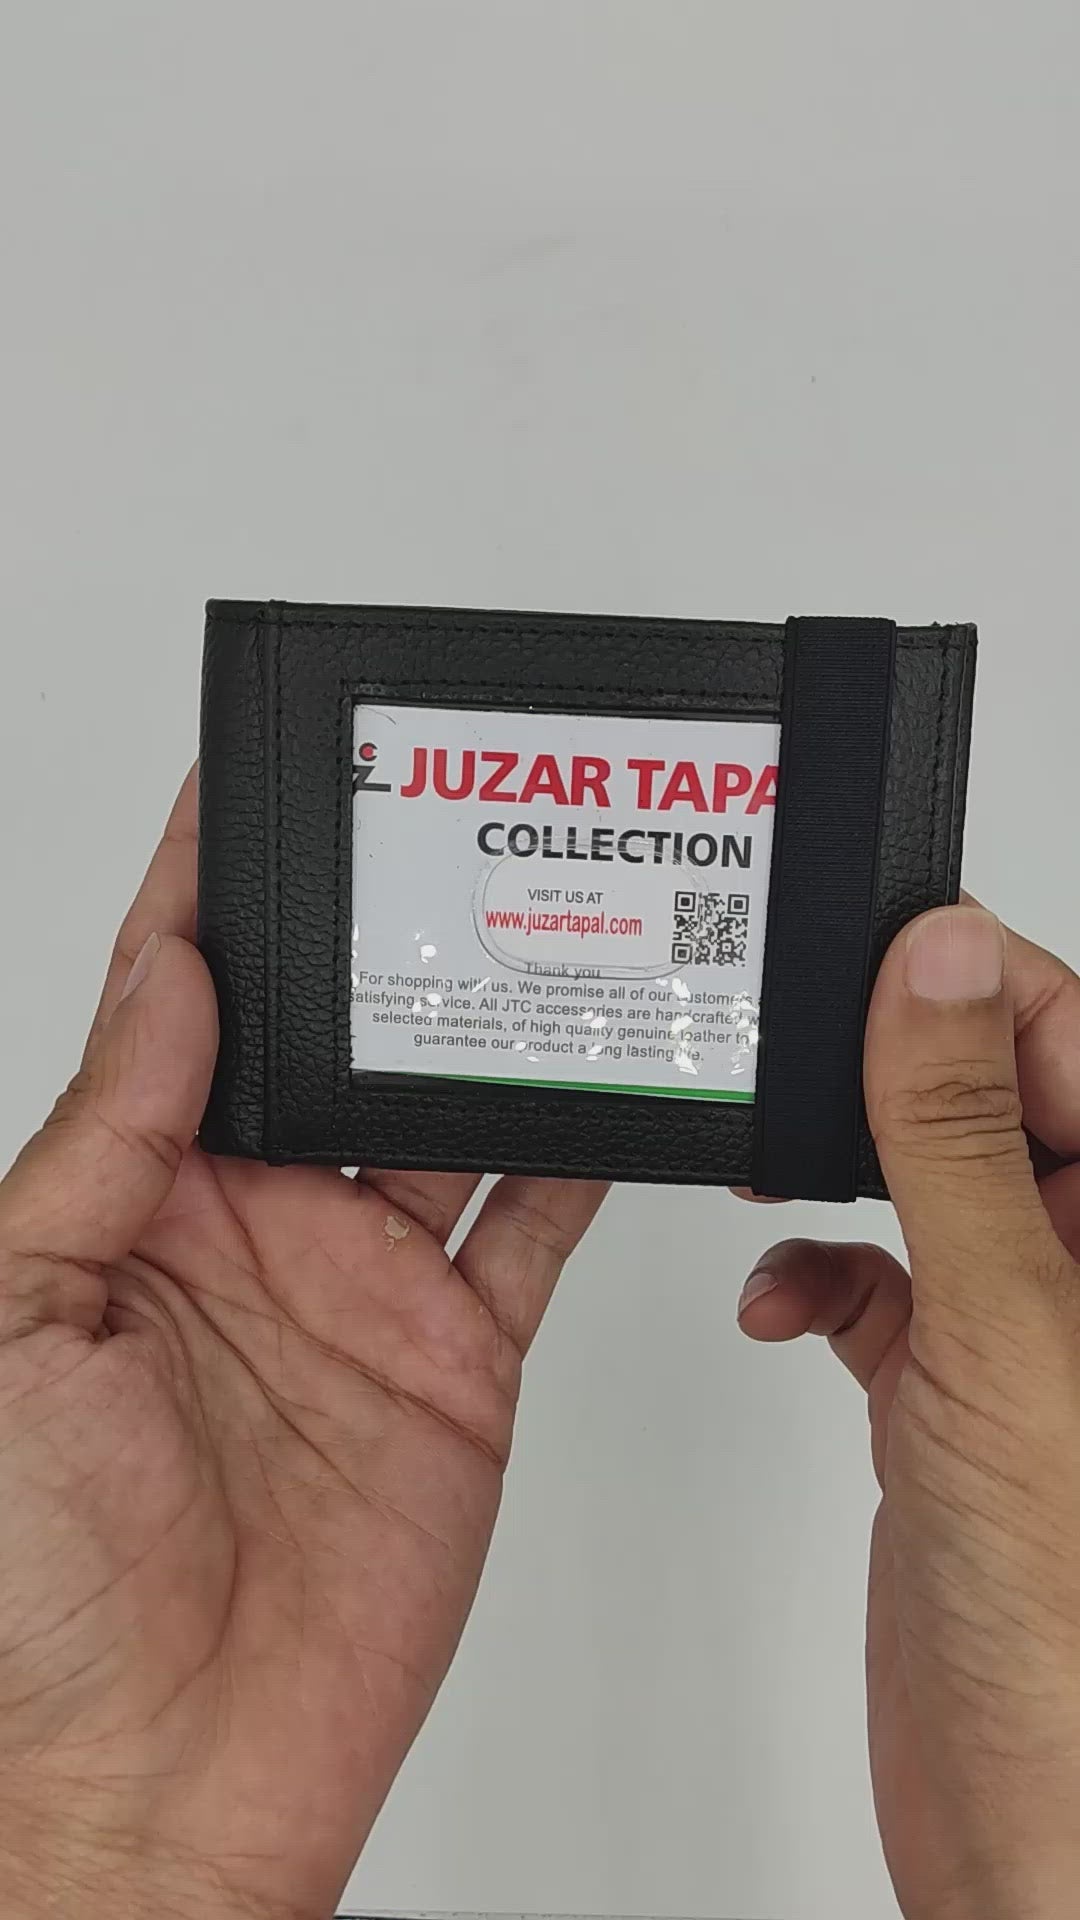 JUZAR TAPA
COLLECTION
VISIT US AT
www.juzartapal.com
Thank you
For shopping with us. We promise all of our customers
satisfying service. All JTC accessories are handcrafted w
selected materials, of high quality genuine leather to
guarantee our product a long lasting life.